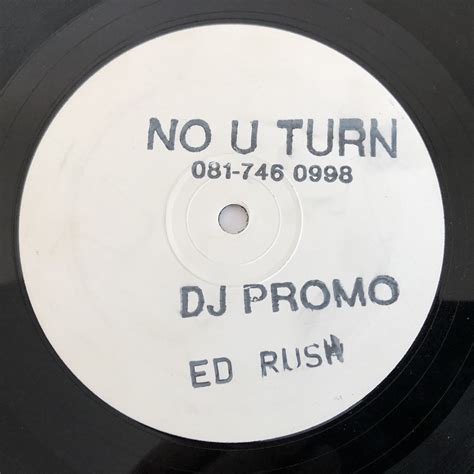 NO U TURN
081-746 0998
DJ PROMO
ED RUSH